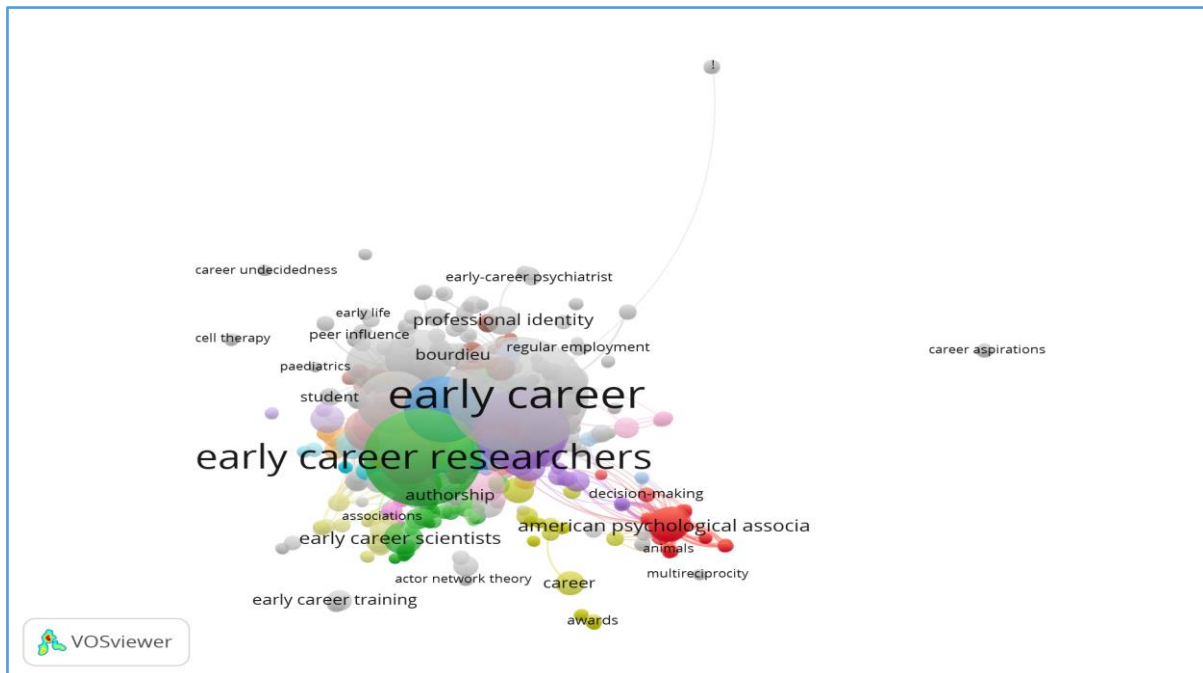 !
career undecidedness
early-career psychiatrist
early life
professional identity
peer influence
cell therapy
bourdieu
regular employment
career aspirations
paediatrics
student
early career
early career researchers
authorship
decision-making
associations
american psychological associa
early career scientists
animals
multireciprocity
actor network theory
career
early career training
awards
VOSviewer